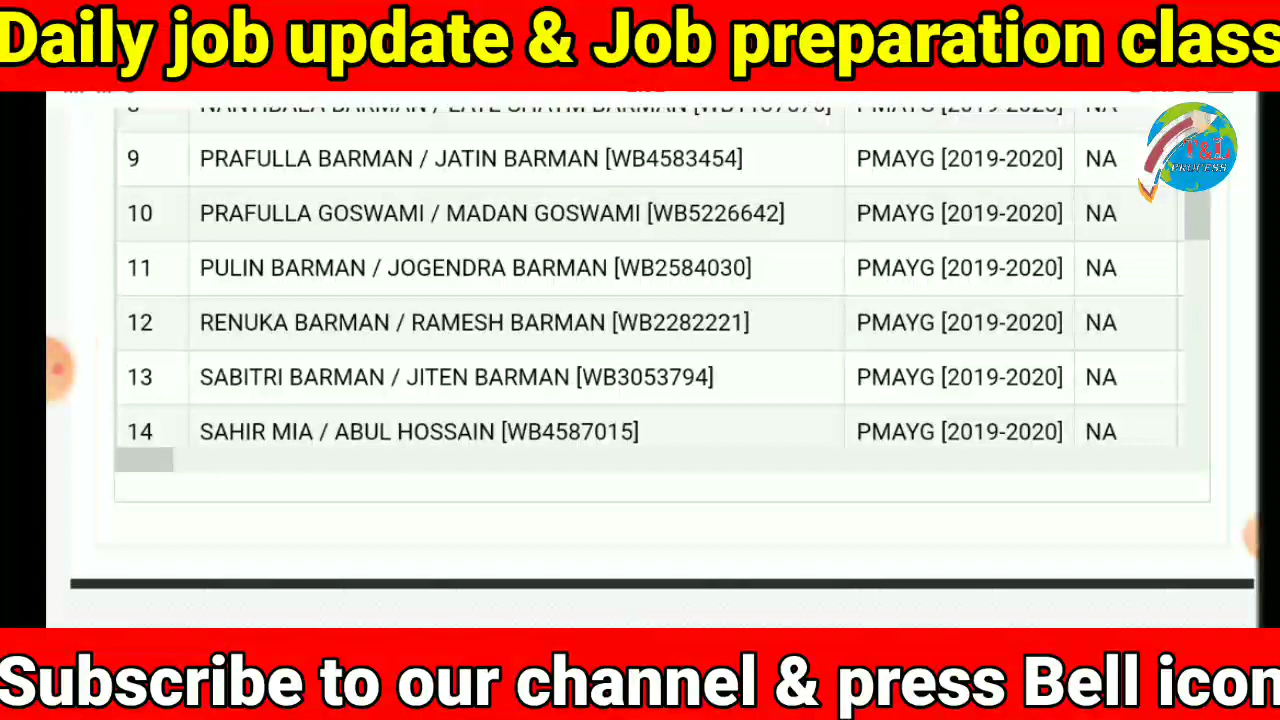 Daily job update & Job preparation class
9 PRAFULLA BARMAN / JATIN BARMAN [WB4583454] PMAYG [2019-2020] NA
10 PRAFULLA GOSWAMI / MADAN GOSWAMI [WB5226642] PMAYG [2019-2020] NA
11 PULIN BARMAN / JOGENDRA BARMAN [WB2584030] PMAYG [2019-2020] NA
12 RENUKA BARMAN / RAMESH BARMAN [WB2282221] PMAYG [2019-2020] NA
13 SABITRI BARMAN / JITEN BARMAN [WB3053794] PMAYG [2019-2020] NA
14 SAHIR MIA / ABUL HOSSAIN [WB4587015] PMAYG [2019-2020] NA
T&L
PROCESS
Subscribe to our channel & press Bell icon